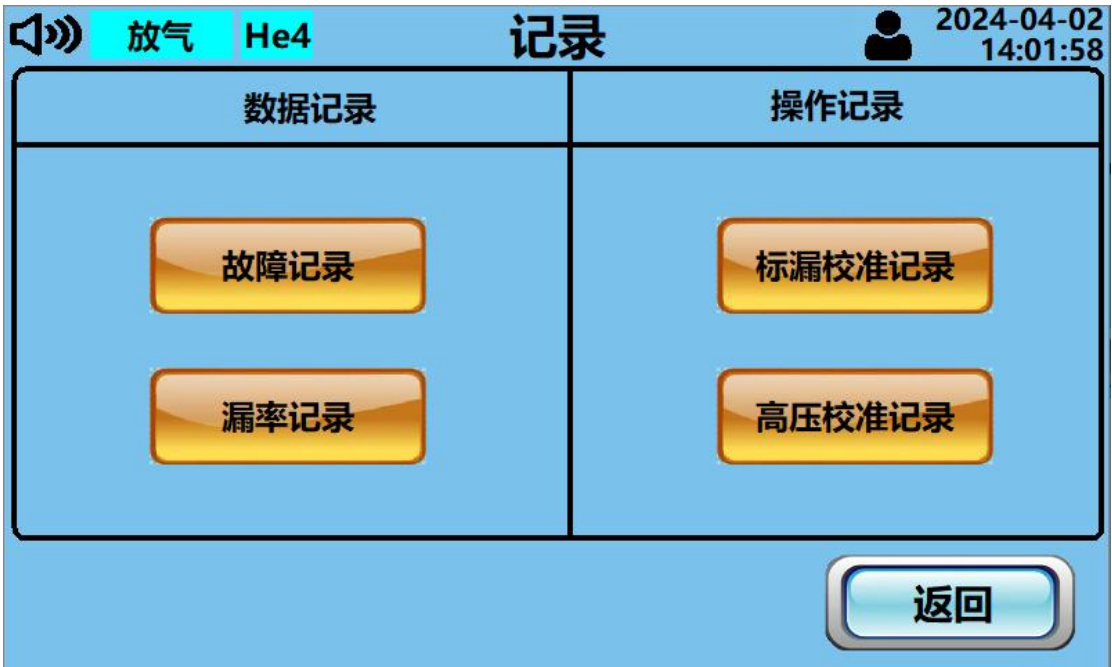 放气 He4 记录 2024-04-02
14:01:58
数据记录 操作记录
故障记录 标漏校准记录
漏率记录 高压校准记录
返回